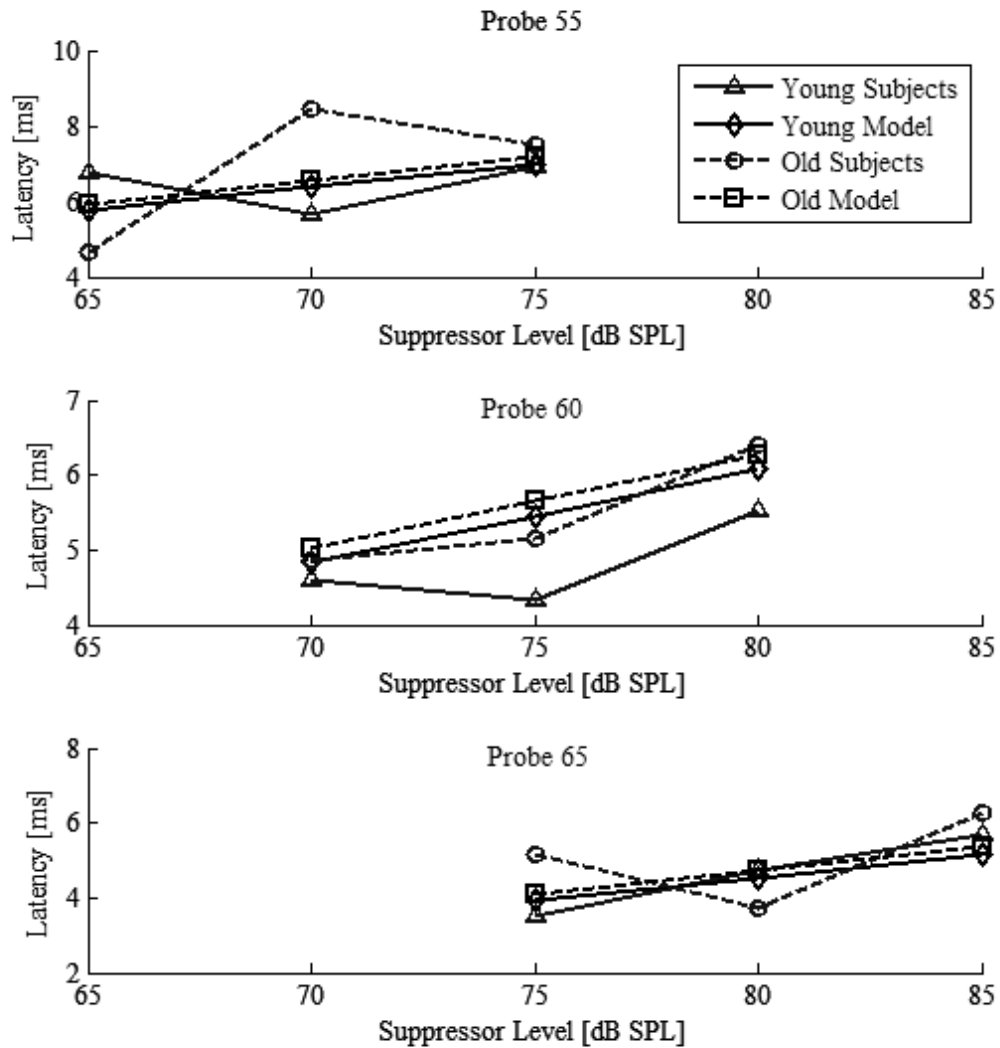 Probe 55
10
8
6
4
Latency [ms]
Young Subjects
Young Model
Old Subjects
Old Model
65 70 75 80 85
Suppressor Level [dB SPL]
Probe 60
7
6
5
4
Latency [ms]
65 70 75 80 85
Suppressor Level [dB SPL]
Probe 65
8
6
4
2
Latency [ms]
65 70 75 80 85
Suppressor Level [dB SPL]